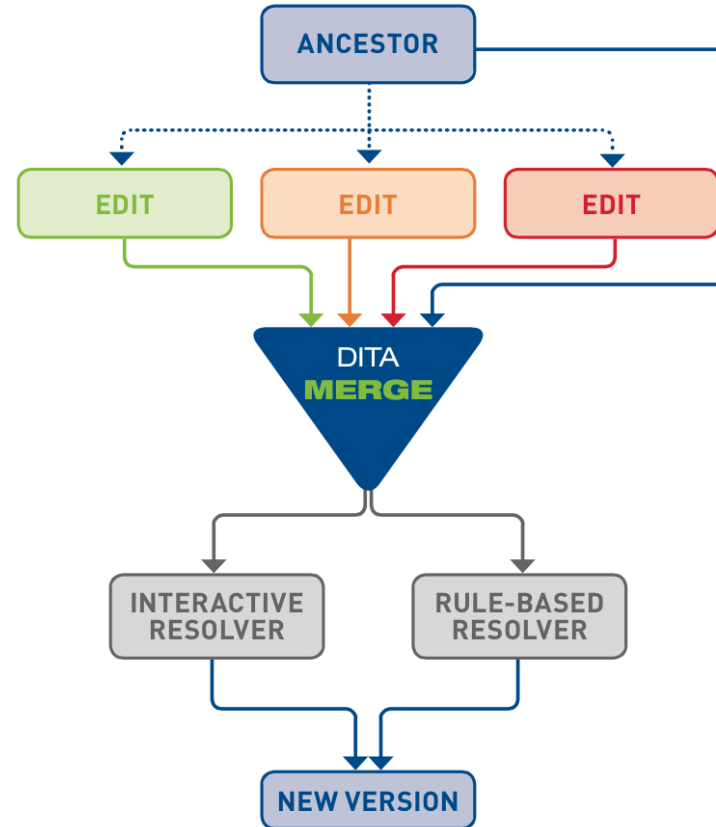 ANCESTOR
EDIT
EDIT
EDIT
DITA
MERGE
INTERACTIVE
RESOLVER
RULE-BASED
RESOLVER
NEW VERSION